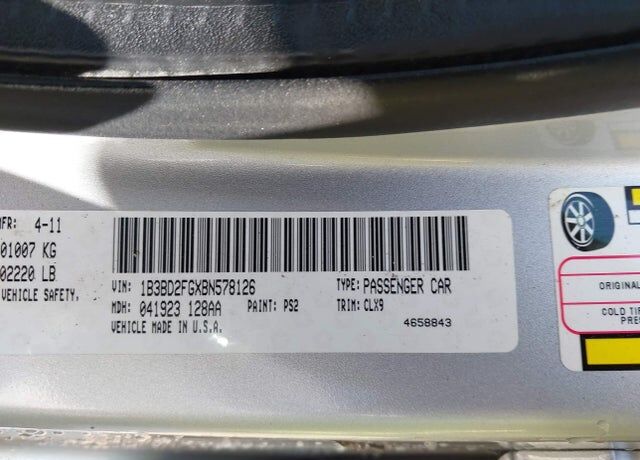 MFR: 4-11
01007 KG
02220 LB
VEHICLE SAFETY,
VIN: 1B3BD2FGXBN578126
TYPE: PASSENGER CAR
MDH: 041923 128AA
PAINT: PS2
TRIM: CLX9
VEHICLE MADE IN U.S.A.
4658843
ORIGINAL
COLD TI
PRE